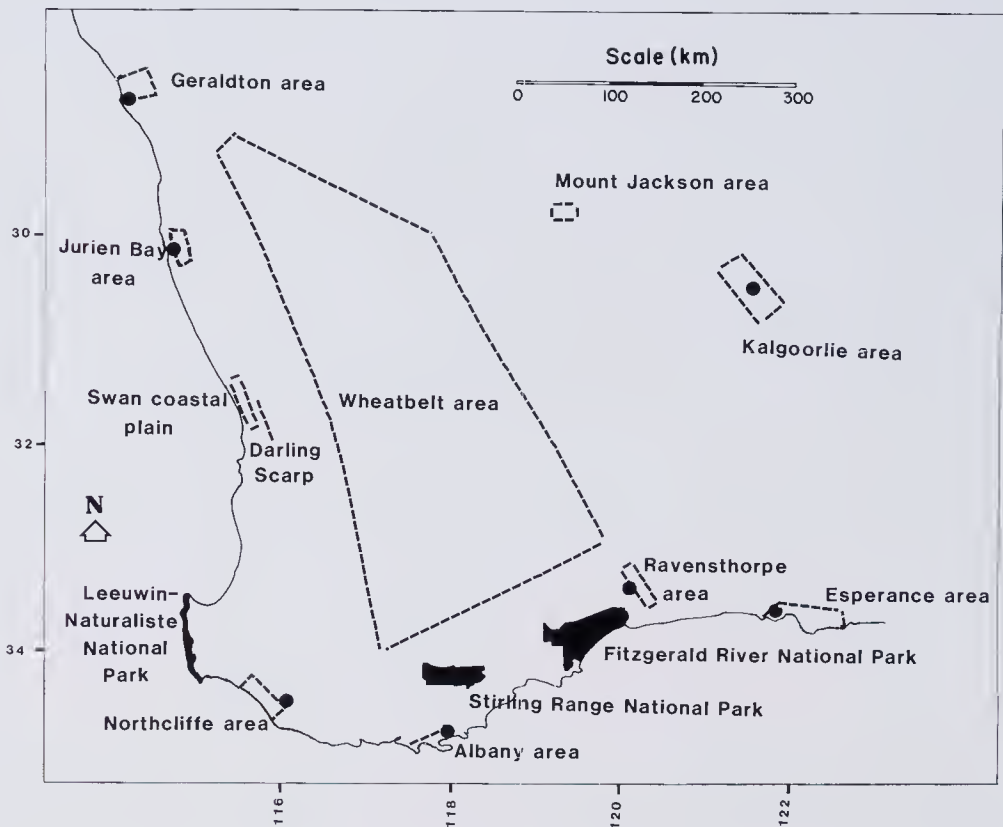 Scale (km)
0 100 200 300
Geraldton area
Mount Jackson area
30
Jurien Bay
area
Kalgoorlie area
Swan coastal
plain
Wheatbelt area
32
Darling
Scarp
N
Ravensthorpe
area
Esperance area
Leeuwin-
Naturaliste
National
Park
34
Fitzgerald River National Park
Stirling Range National Park
Northcliffe area
Albany area
116
118
120
122